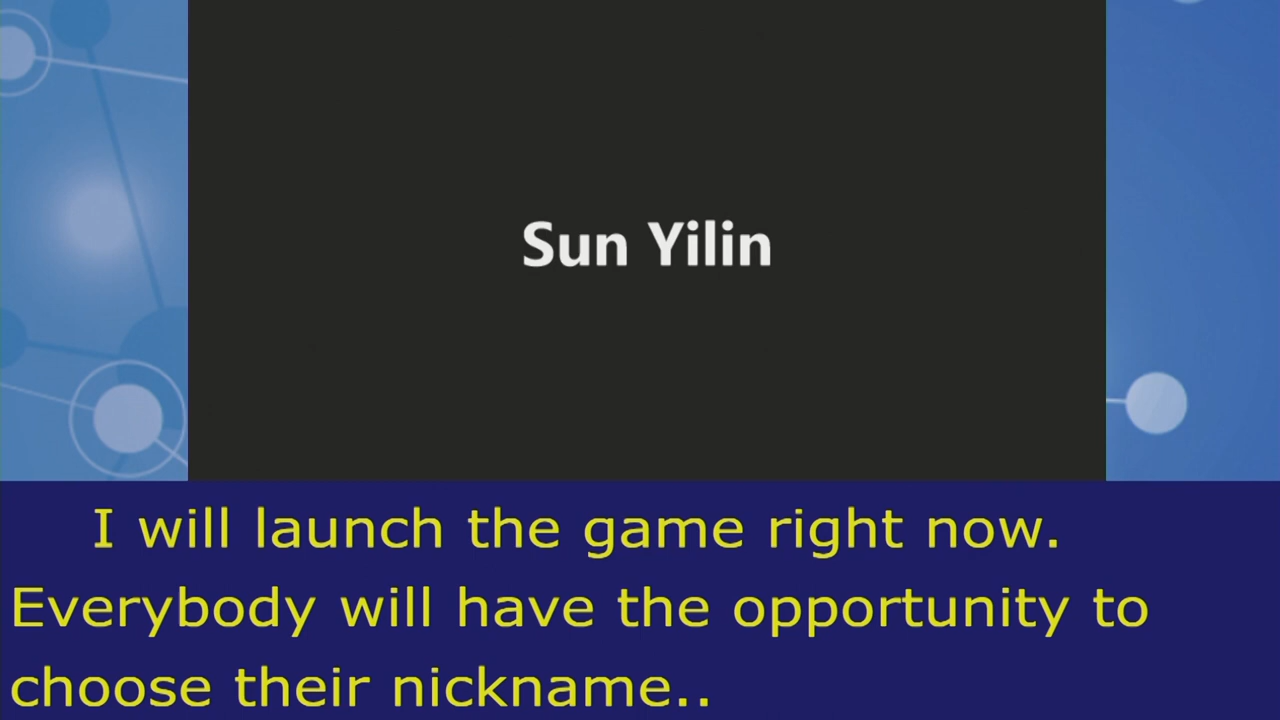 Sun Yilin
I will launch the game right now.
Everybody will have the opportunity to
choose their nickname..